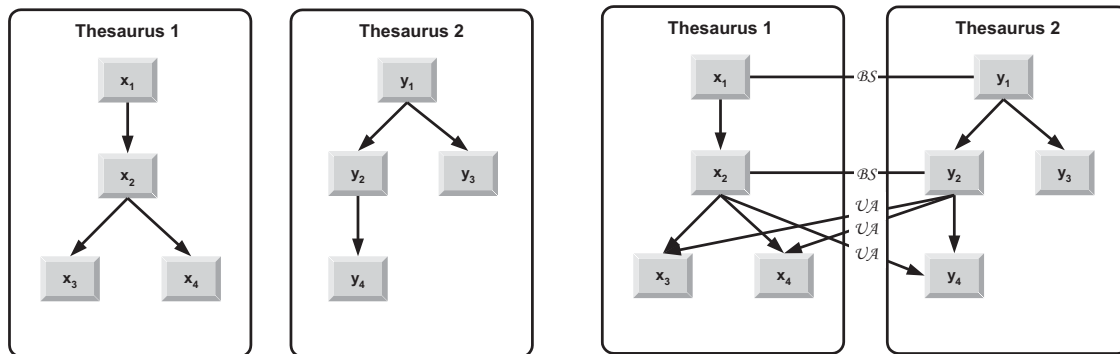 Thesaurus 1
x1
x2
x3
x4
Thesaurus 2
y1
y2
y3
y4
Thesaurus 1
x1
x2
x3
x4
BS
BS
UA
UA
UA
Thesaurus 2
y1
y2
y3
y4